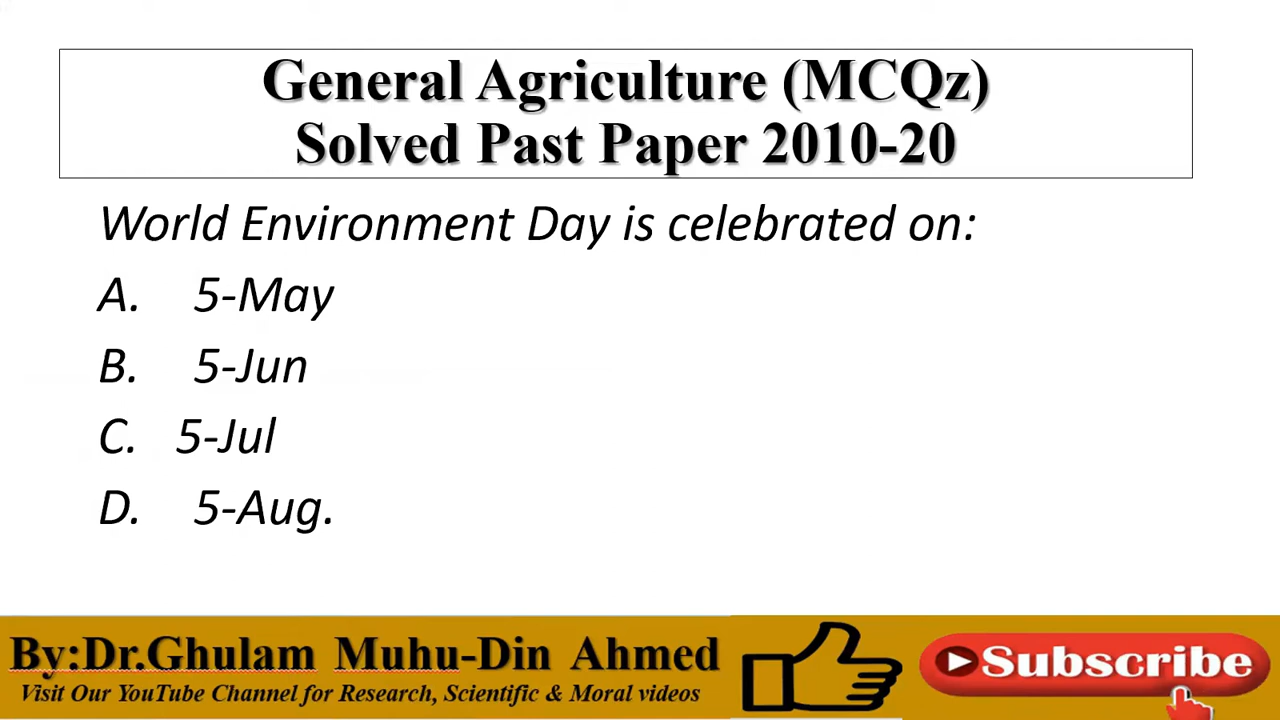 General Agriculture (MCQz)
Solved Past Paper 2010-20
World Environment Day is celebrated on:
A. 5-May
B. 5-Jun
C. 5-Jul
D. 5-Aug.
By:Dr.Ghulam Muhu-Din Ahmed
Visit Our YouTube Channel for Research, Scientific & Moral videos
Subscribe